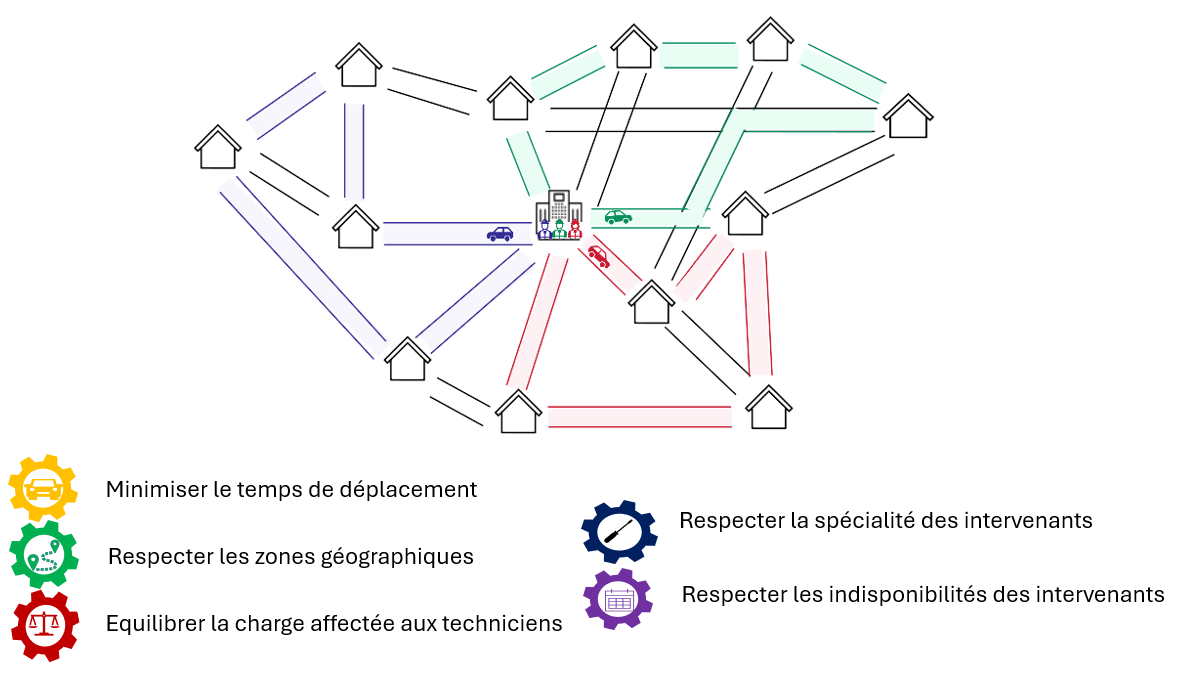 Minimiser le temps de déplacement
Respecter les zones géographiques
Equilibrer la charge affectée aux techniciens
Respecter la spécialité des intervenants
Respecter les indisponibilités des intervenants